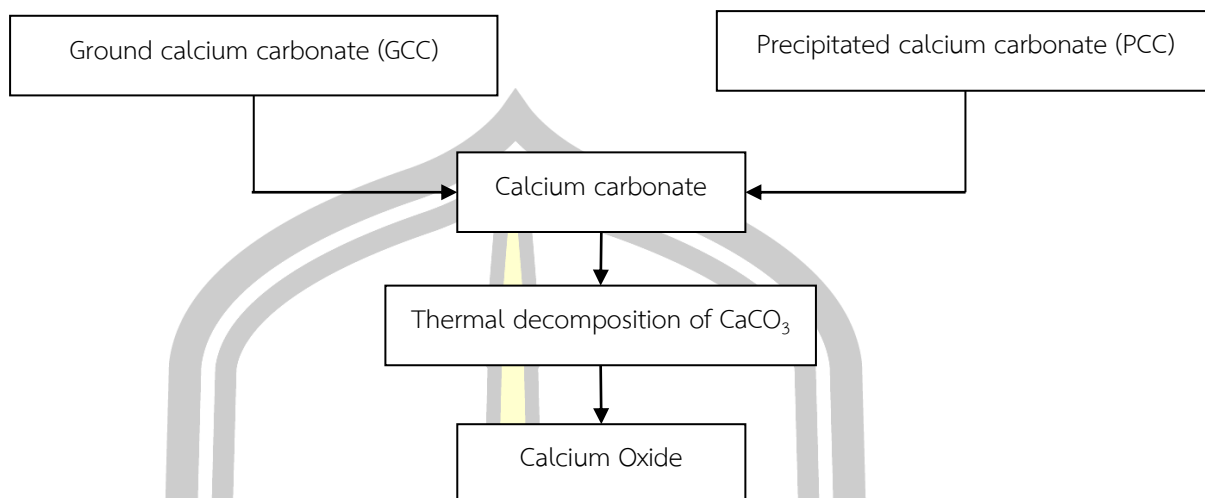 Ground calcium carbonate (GCC)
Precipitated calcium carbonate (PCC)
Calcium carbonate
Thermal decomposition of CaCO₃
Calcium Oxide